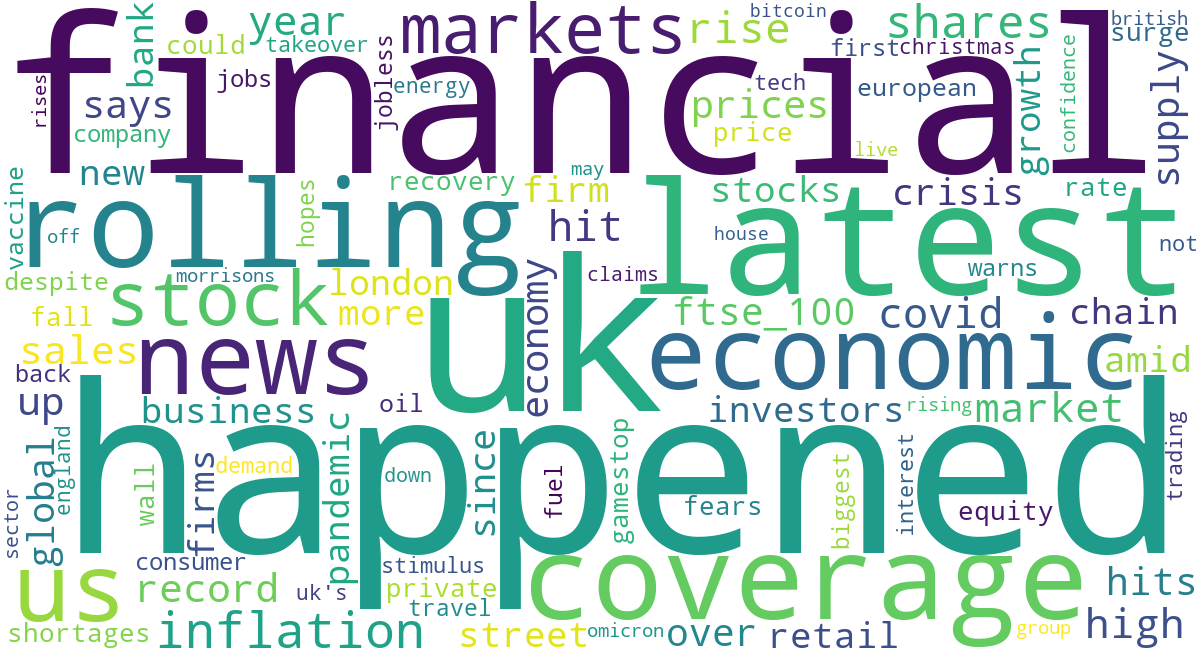 financial
happened
uk
latest
rolling
coverage
economic
news
markets
stock
us
inflation
bank
year
could
takeover
rise
bitcoin
shares
british
surge
first
christmas
rises
jobs
jobless
energy
tech
european
growth
confidence
supply
says
company
prices
price
live
new
recovery
may
firm
stocks
crisis
rate
vaccine
off
hopes
hit
house
not
despite
morrisons
london
claims
warns
fall
more
economy
ftse_100
covid
chain
sales
amid
back
up
business
oil
investors
rising
market
global
england
wall
firms
demand
pandemic
down
since
fuel
gamestop
fears
biggest
interest
equity
trading
sector
consumer
record
uk's
stimulus
private
travel
hits
shortages
street
omicron
over
retail
group
high